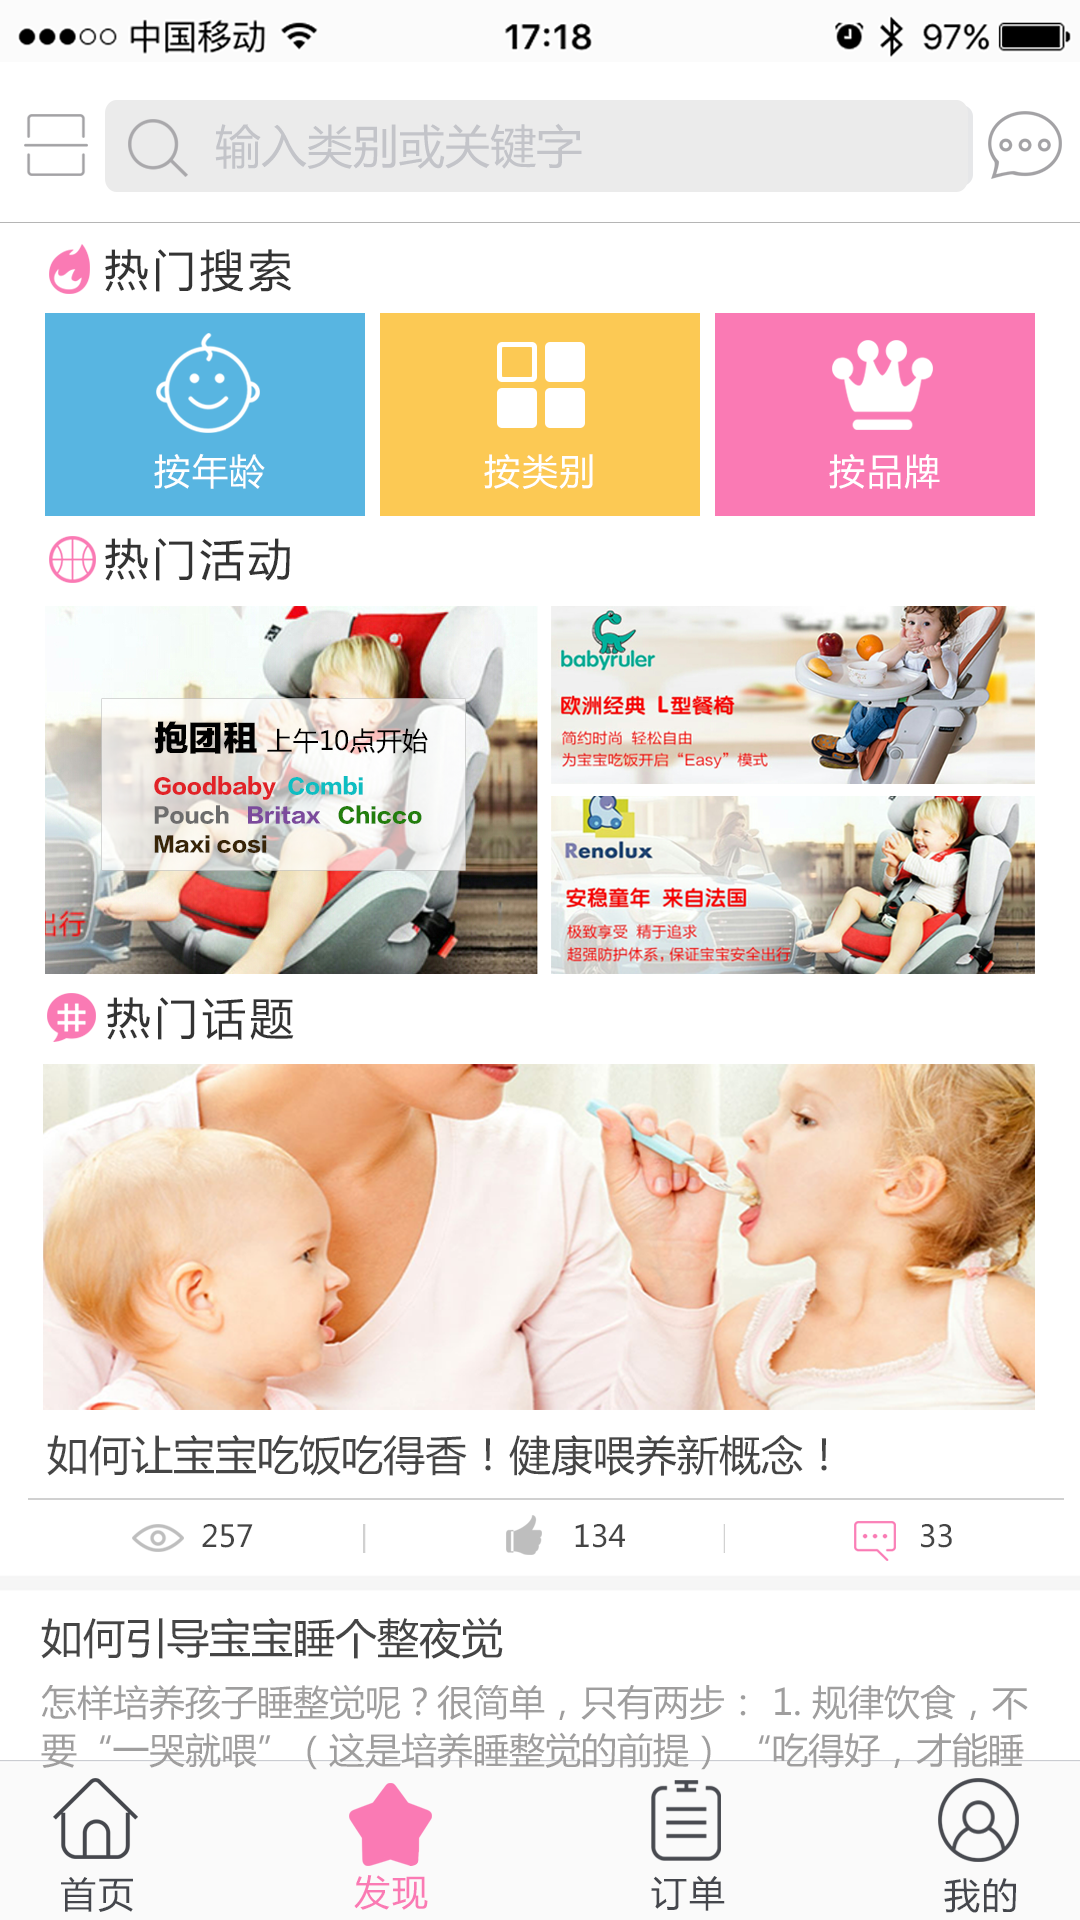 中国移动
17:18
97%
输入类别或关键字
热门搜索
按年龄
按类别
按品牌
热门活动
抱团租 上午10点开始
Goodbaby Combi
Pouch Britax Chicco
Maxi cosi
出行
babyruler
欧洲经典 L型餐椅
简约时尚 轻松自由
为宝宝吃饭开启“Easy”模式
Renolux
安稳童年 来自法国
极致享受 精于追求
超强防护体系，保证宝宝安全出行
热门话题
如何让宝宝吃饭吃得香！健康喂养新概念！
257
134
33
如何引导宝宝睡个整夜觉
怎样培养孩子睡整觉呢？很简单，只有两步： 1. 规律饮食，不
要“一哭就喂”（这是培养睡整觉的前提） “吃得好，才能睡
首页
发现
订单
我的